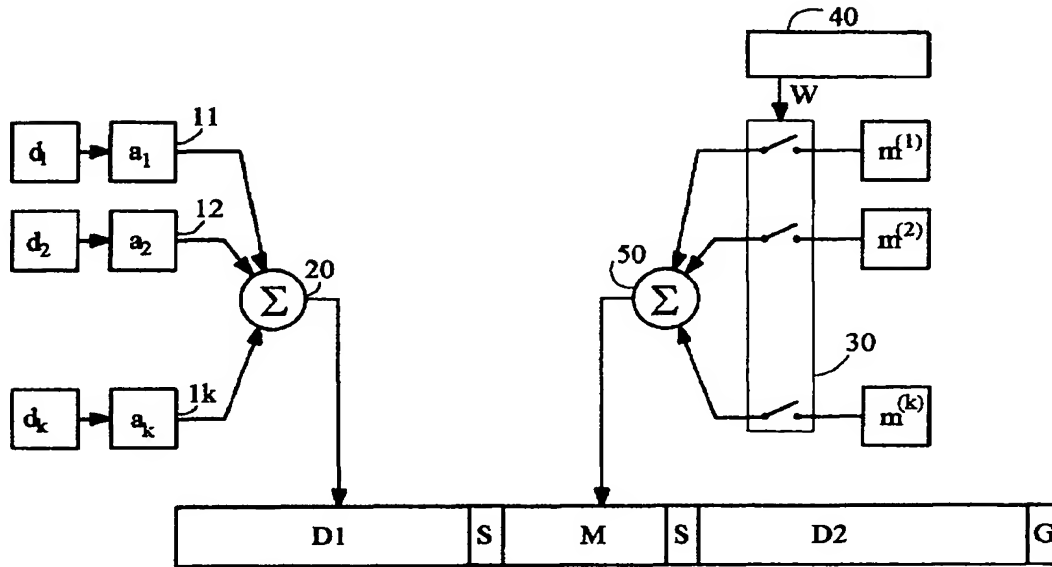 40
W
11
d₁ a₁ m⁽¹⁾
12
d₂ a₂ m⁽²⁾
20 50
Σ Σ
30
1k
dₖ aₖ m⁽ᵏ⁾
D1 S M S D2 G